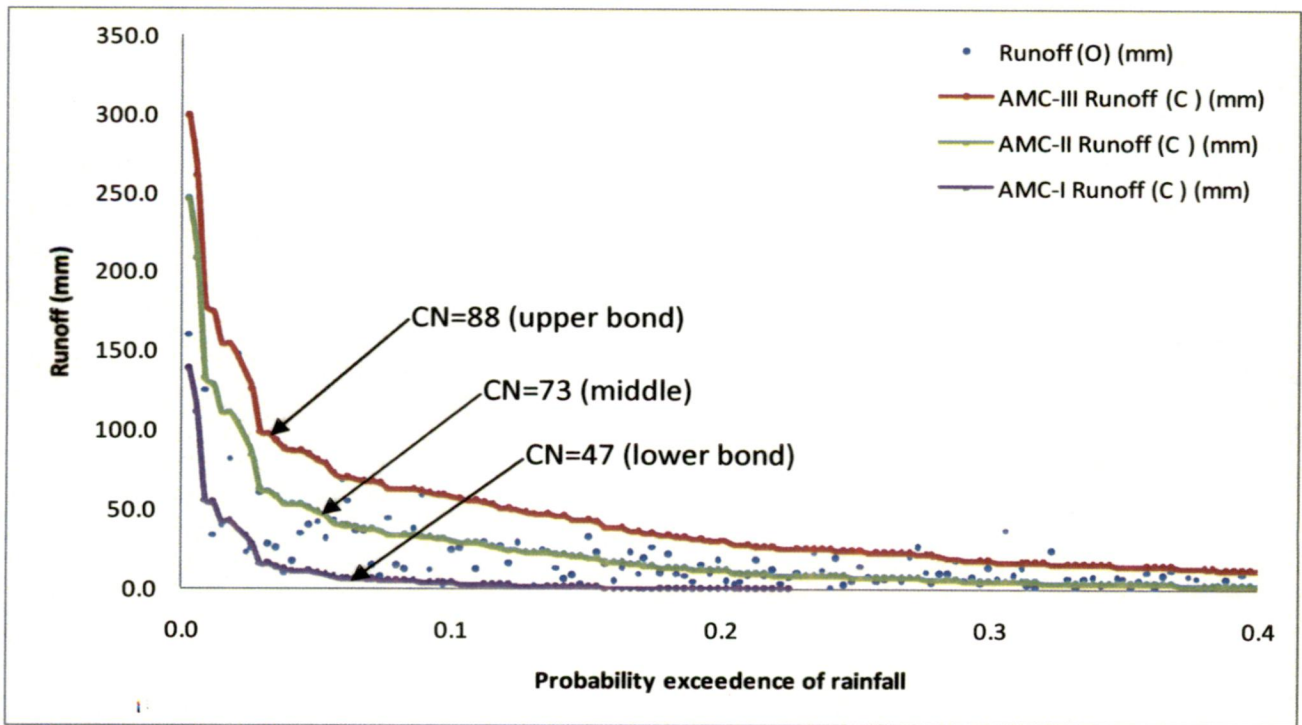 350.0
300.0
250.0
200.0
150.0
100.0
50.0
0.0
Runoff (mm)
Runoff (O) (mm)
AMC-III Runoff (C ) (mm)
AMC-II Runoff (C ) (mm)
AMC-I Runoff (C ) (mm)
CN=88 (upper bond)
CN=73 (middle)
CN=47 (lower bond)
0.0 0.1 0.2 0.3 0.4
Probability exceedence of rainfall